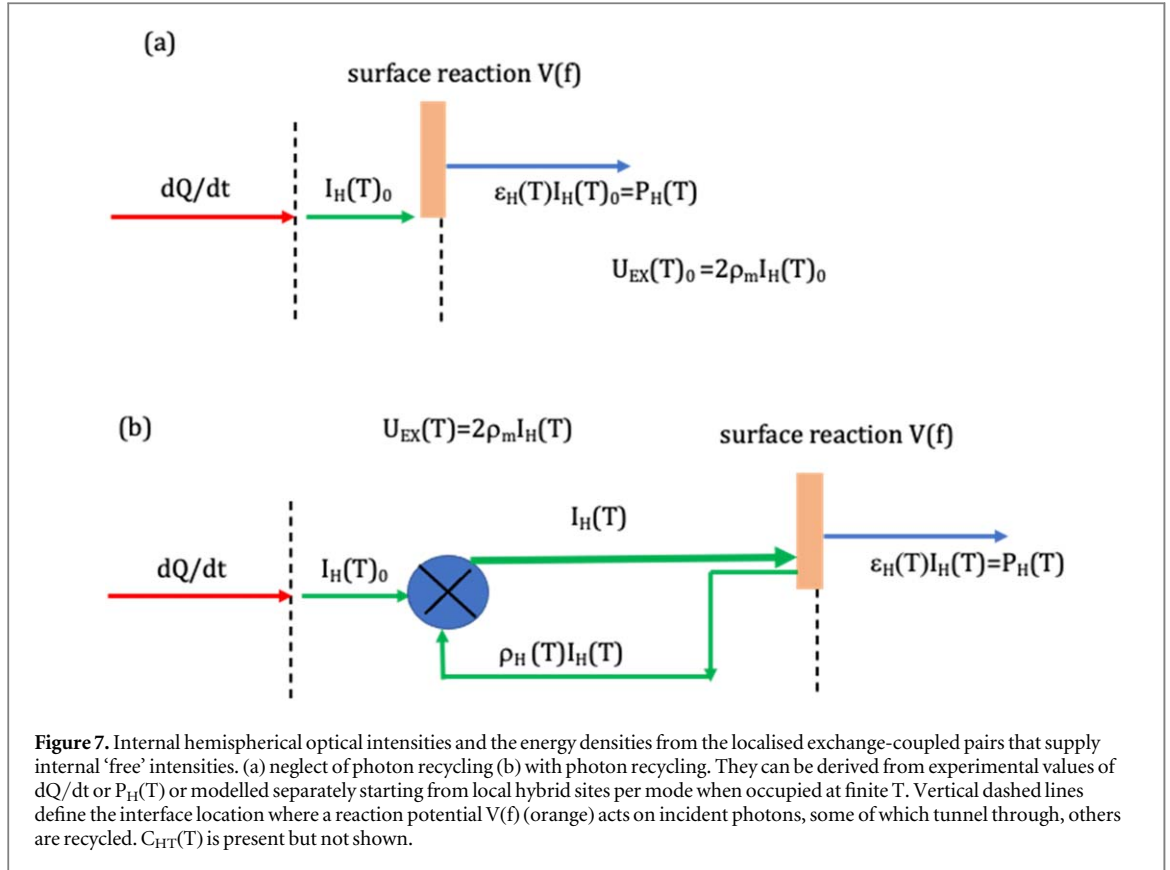 (a)
surface reaction V(f)
dQ/dt
I_H(T)_0
ε_H(T)I_H(T)_0=P_H(T)
U_EX(T)_0=2ρ_mI_H(T)_0
(b)
U_EX(T)=2ρ_mI_H(T)
surface reaction V(f)
I_H(T)
dQ/dt
I_H(T)_0
ε_H(T)I_H(T)=P_H(T)
ρ_H (T)I_H(T)
Figure 7. Internal hemispherical optical intensities and the energy densities from the localised exchange-coupled pairs that supply
internal ‘free’ intensities. (a) neglect of photon recycling (b) with photon recycling. They can be derived from experimental values of
dQ/dt or P_H(T) or modelled separately starting from local hybrid sites per mode when occupied at finite T. Vertical dashed lines
define the interface location where a reaction potential V(f) (orange) acts on incident photons, some of which tunnel through, others
are recycled. C_HT(T) is present but not shown.